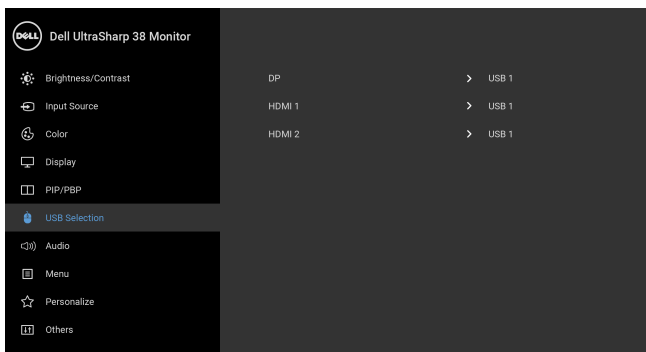 DELL Dell UltraSharp 38 Monitor
Brightness/Contrast
DP USB 1
Input Source
HDMI 1 USB 1
Color
HDMI 2 USB 1
Display
PIP/PBP
USB Selection
Audio
Menu
Personalize
Others